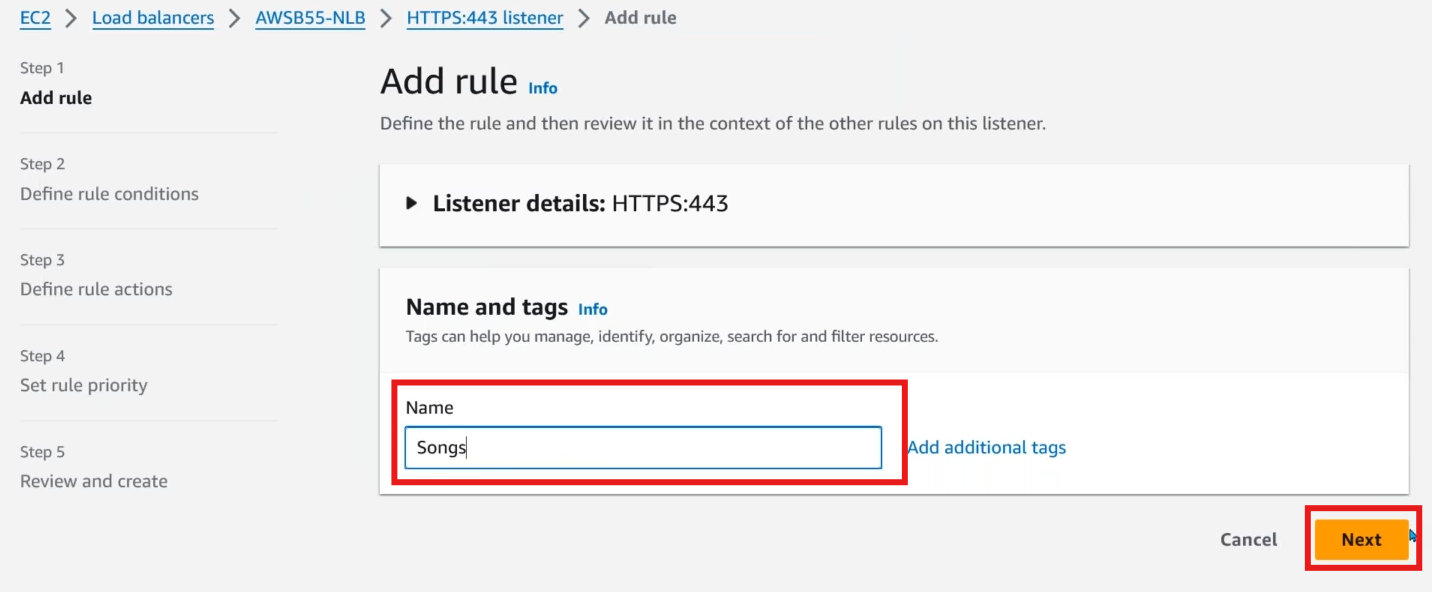 EC2 > Load balancers > AWSB55-NLB > HTTPS:443 listener > Add rule
Step 1
Add rule
Step 2
Define rule conditions
Step 3
Define rule actions
Step 4
Set rule priority
Step 5
Review and create
Add rule Info
Define the rule and then review it in the context of the other rules on this listener.
Listener details: HTTPS:443
Name and tags Info
Tags can help you manage, identify, organize, search for and filter resources.
Name
Songs
Add additional tags
Cancel Next